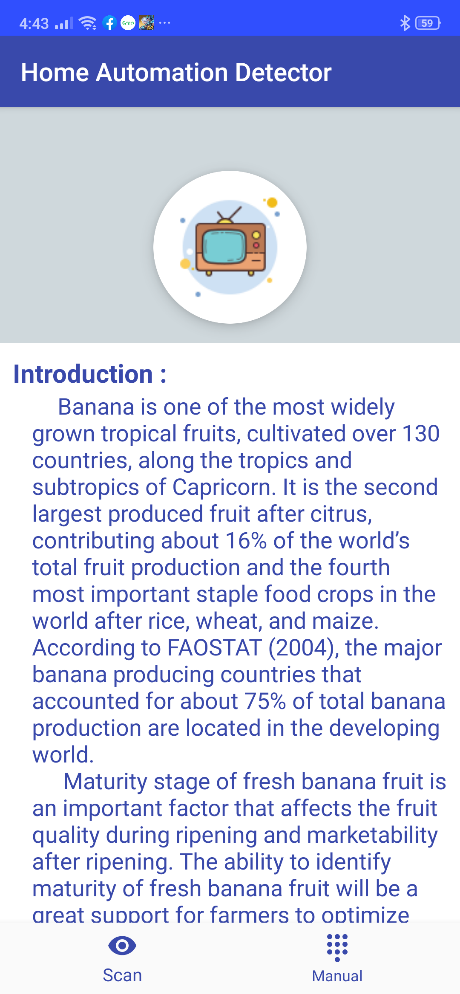 4:43
59
Home Automation Detector
Introduction :
Banana is one of the most widely
grown tropical fruits, cultivated over 130
countries, along the tropics and
subtropics of Capricorn. It is the second
largest produced fruit after citrus,
contributing about 16% of the world’s
total fruit production and the fourth
most important staple food crops in the
world after rice, wheat, and maize.
According to FAOSTAT (2004), the major
banana producing countries that
accounted for about 75% of total banana
production are located in the developing
world.
Maturity stage of fresh banana fruit is
an important factor that affects the fruit
quality during ripening and marketability
after ripening. The ability to identify
maturity of fresh banana fruit will be a
great support for farmers to optimize
Scan
Manual